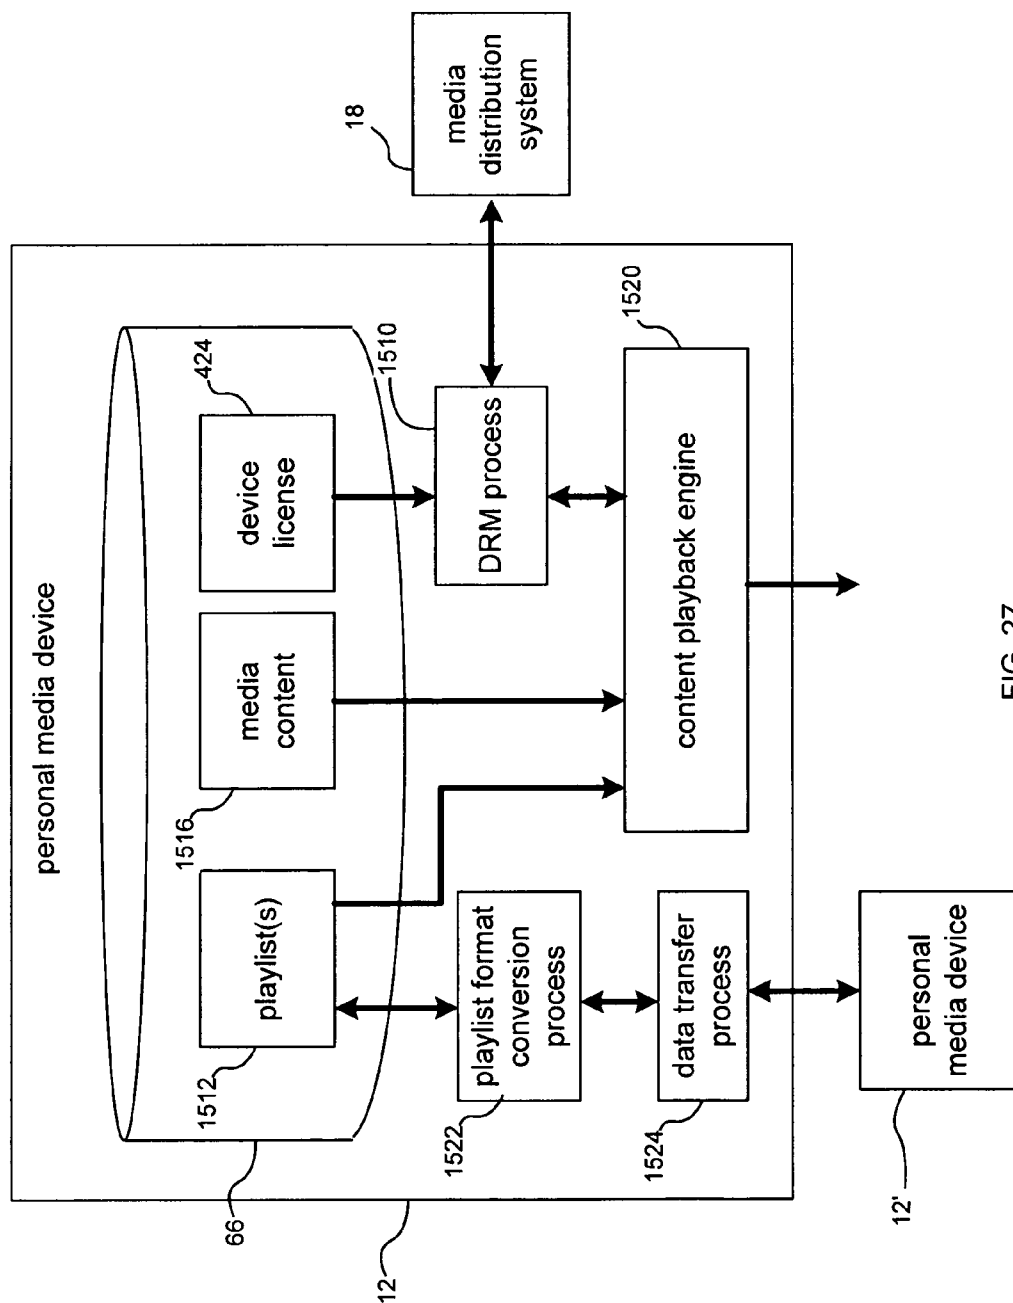 personal media device
66
12
1512
playlist(s)
1516
media
content
424
device
license
1522
playlist format
conversion
process
1510
DRM process
18
media
distribution
system
1524
data transfer
process
1520
content playback engine
12'
personal
media device
FIG. 27